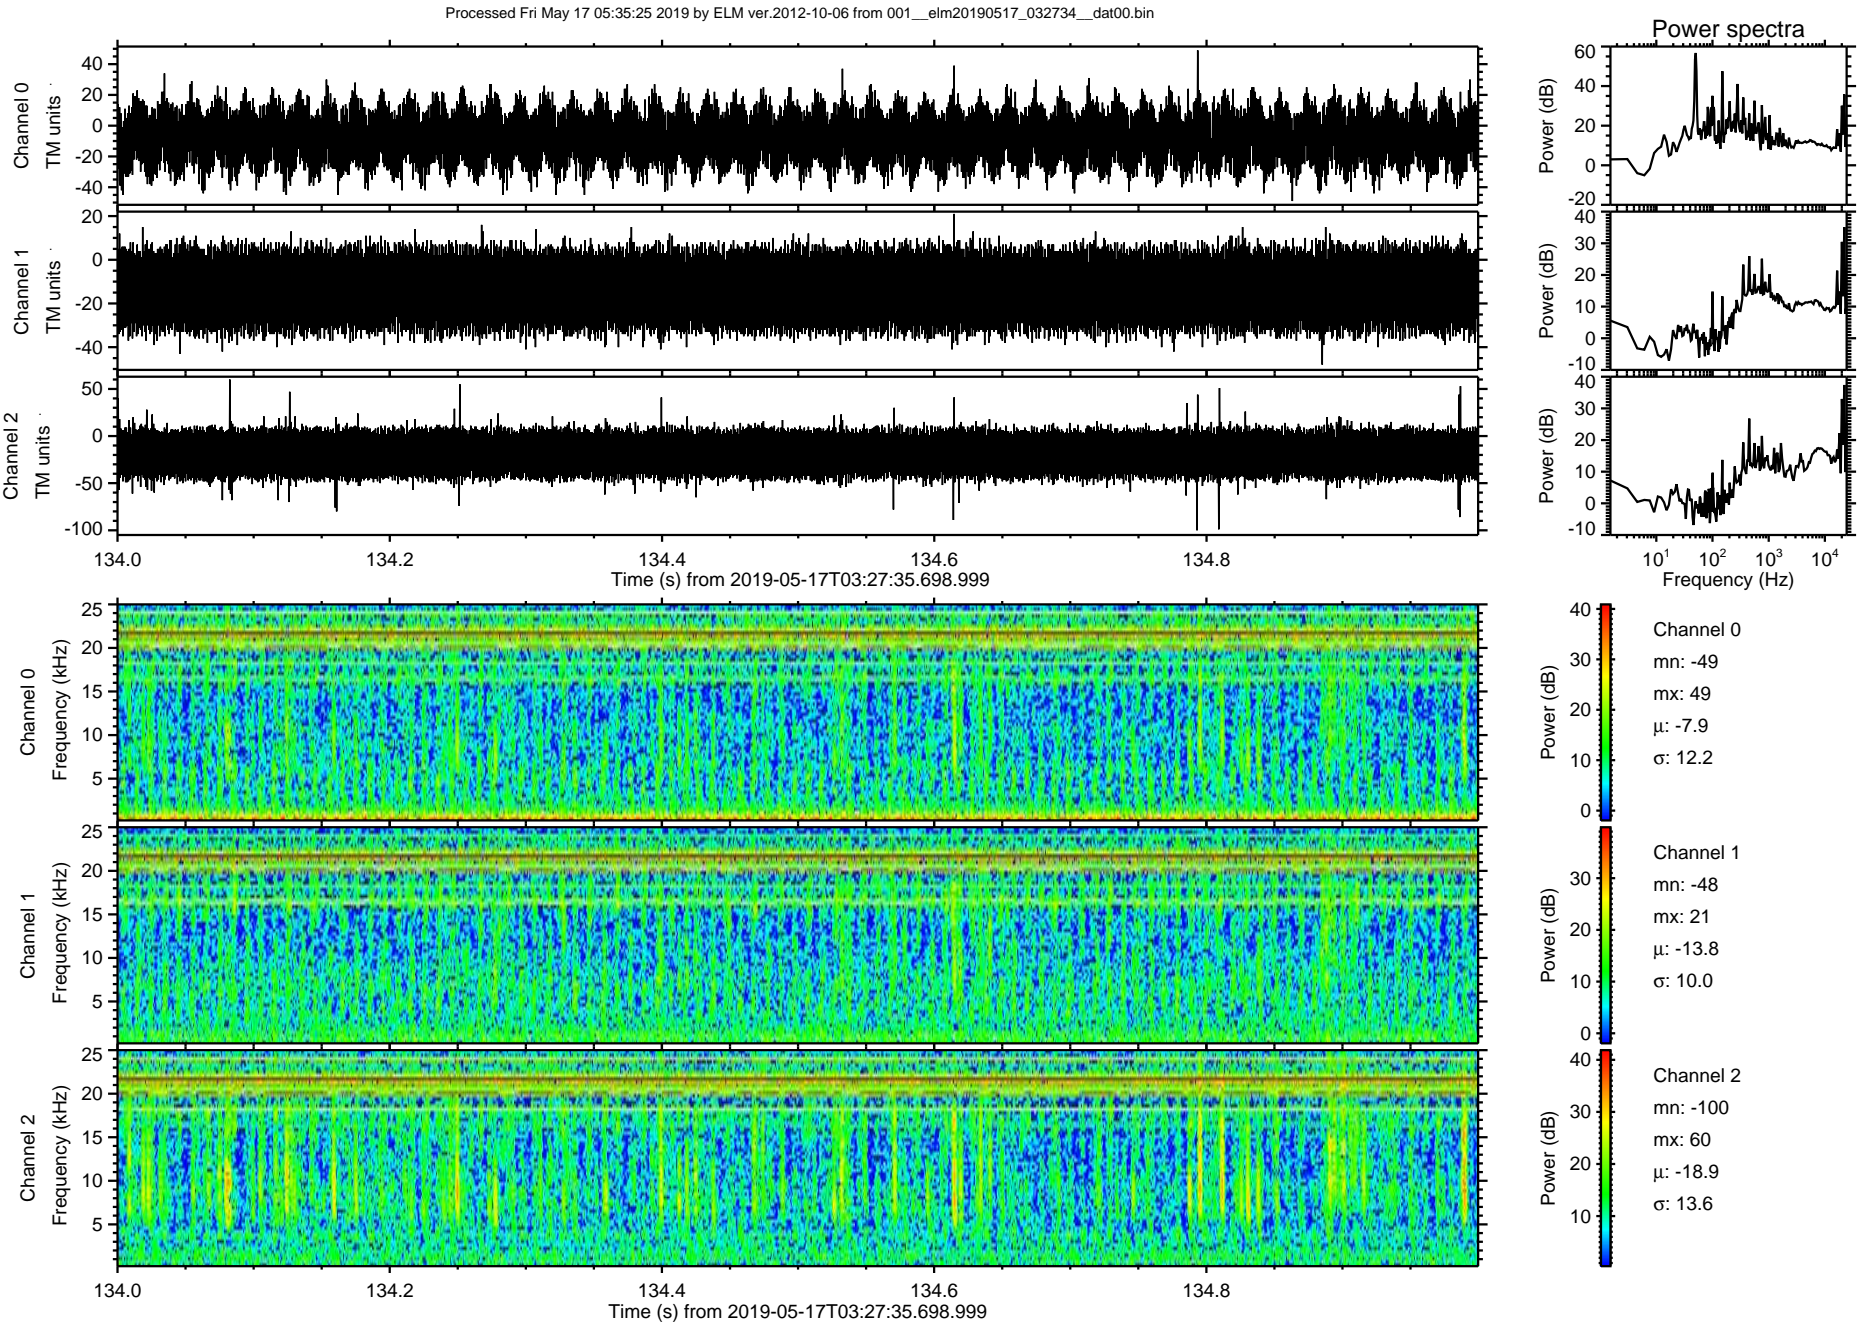 Processed Fri May 17 05:35:25 2019 by ELM ver.2012-10-06 from 001__elm20190517_032734__dat00.bin
Power spectra
Channel 0
TM units
40
20
0
-20
-40
Power (dB)
60
40
20
0
-20
Channel 1
TM units
20
0
-20
-40
Power (dB)
40
30
20
10
0
-10
Channel 2
TM units
50
0
-50
-100
Power (dB)
40
30
20
10
0
-10
134.0 134.2 134.4 134.6 134.8
Time (s) from 2019-05-17T03:27:35.698.999
10^1 10^2 10^3 10^4
Frequency (Hz)
Channel 0
Frequency (kHz)
25
20
15
10
5
Power (dB)
40
30
20
10
0
Channel 0
mn: -49
mx: 49
μ: -7.9
σ: 12.2
Channel 1
Frequency (kHz)
25
20
15
10
5
Power (dB)
30
20
10
0
Channel 1
mn: -48
mx: 21
μ: -13.8
σ: 10.0
Channel 2
Frequency (kHz)
25
20
15
10
5
Power (dB)
40
30
20
10
Channel 2
mn: -100
mx: 60
μ: -18.9
σ: 13.6
134.0 134.2 134.4 134.6 134.8
Time (s) from 2019-05-17T03:27:35.698.999